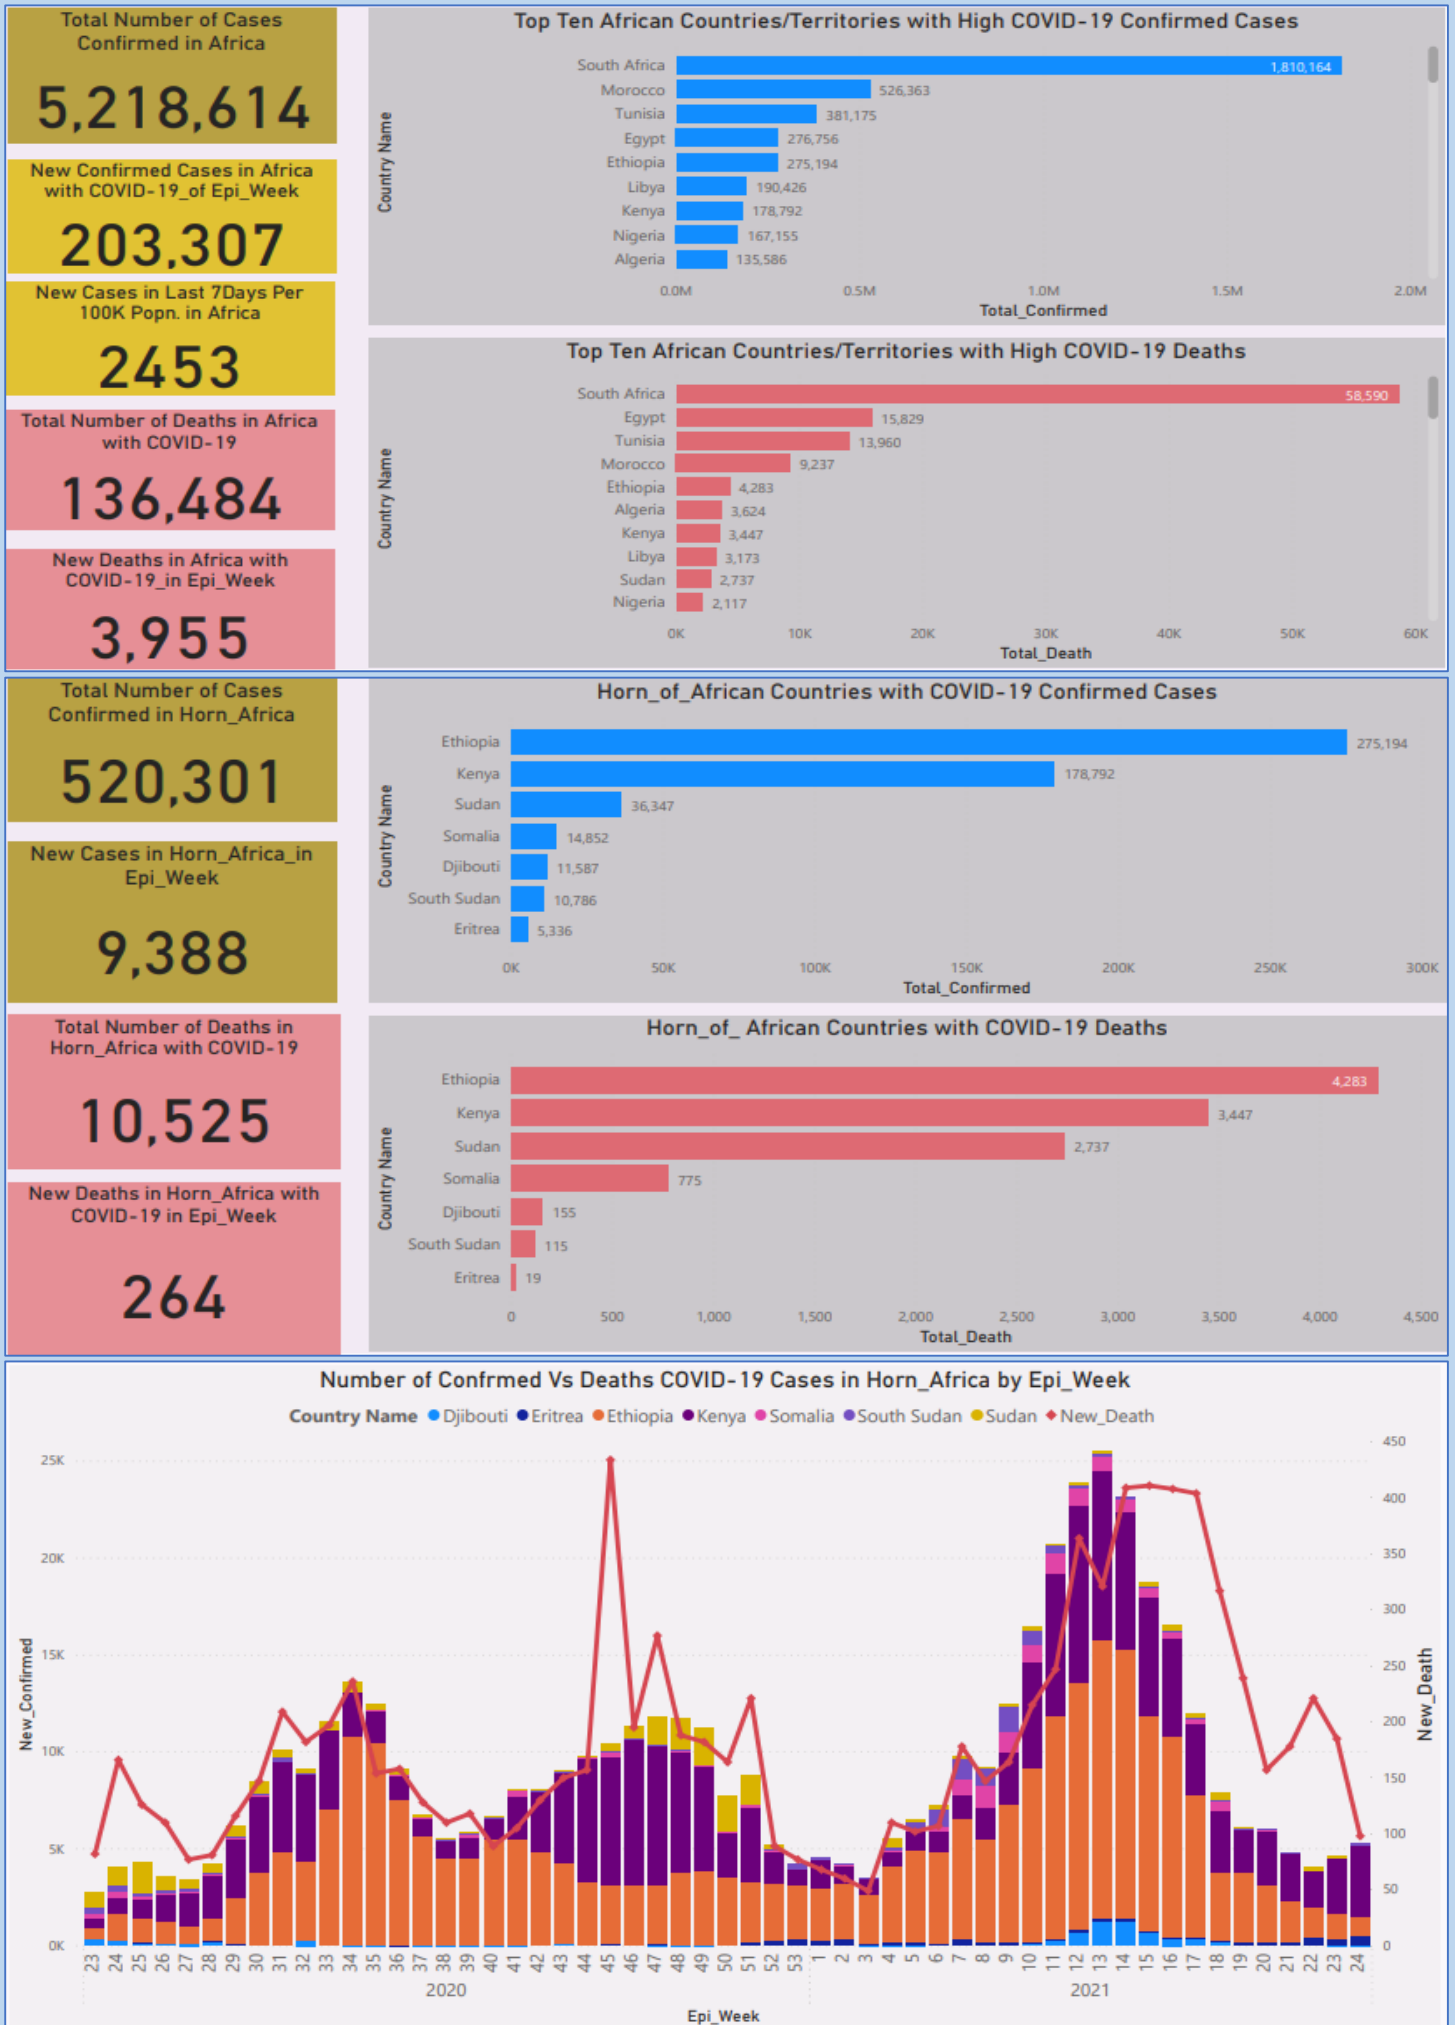 Total Number of Cases
Confirmed in Africa
5,218,614
New Confirmed Cases in Africa
with COVID-19_of Epi_Week
203,307
New Cases in Last 7Days Per
100K Popn. in Africa
2453
Total Number of Deaths in Africa
with COVID-19
136,484
New Deaths in Africa with
COVID-19_in Epi_Week
3,955
Top Ten African Countries/Territories with High COVID-19 Confirmed Cases
Country Name
South Africa 1,810,164
Morocco 526,363
Tunisia 381,175
Egypt 276,756
Ethiopia 275,194
Libya 190,426
Kenya 178,792
Nigeria 167,155
Algeria 135,586
0.0M 0.5M 1.0M 1.5M 2.0M
Total_Confirmed
Top Ten African Countries/Territories with High COVID-19 Deaths
Country Name
South Africa 58,590
Egypt 15,829
Tunisia 13,960
Morocco 9,237
Ethiopia 4,283
Algeria 3,624
Kenya 3,447
Libya 3,173
Sudan 2,737
Nigeria 2,117
0K 10K 20K 30K 40K 50K 60K
Total_Death
Total Number of Cases
Confirmed in Horn_Africa
520,301
New Cases in Horn_Africa_in
Epi_Week
9,388
Total Number of Deaths in
Horn_Africa with COVID-19
10,525
New Deaths in Horn_Africa with
COVID-19 in Epi_Week
264
Horn_of_African Countries with COVID-19 Confirmed Cases
Country Name
Ethiopia 275,194
Kenya 178,792
Sudan 36,347
Somalia 14,852
Djibouti 11,587
South Sudan 10,786
Eritrea 5,336
0K 50K 100K 150K 200K 250K 300K
Total_Confirmed
Horn_of_ African Countries with COVID-19 Deaths
Country Name
Ethiopia 4,283
Kenya 3,447
Sudan 2,737
Somalia 775
Djibouti 155
South Sudan 115
Eritrea 19
0 500 1,000 1,500 2,000 2,500 3,000 3,500 4,000 4,500
Total_Death
Number of Confrmed Vs Deaths COVID-19 Cases in Horn_Africa by Epi_Week
Country Name Djibouti Eritrea Ethiopia Kenya Somalia South Sudan Sudan New_Death
New_Confirmed
25K
20K
15K
10K
5K
0K
450
400
350
300
250
200
150
100
50
0
New_Death
23 24 25 26 27 28 29 30 31 32 33 34 35 36 37 38 39 40 41 42 43 44 45 46 47 48 49 50 51 52 53 1 2 3 4 5 6 7 8 9 10 11 12 13 14 15 16 17 18 19 20 21 22 23 24
2020 2021
Epi_Week